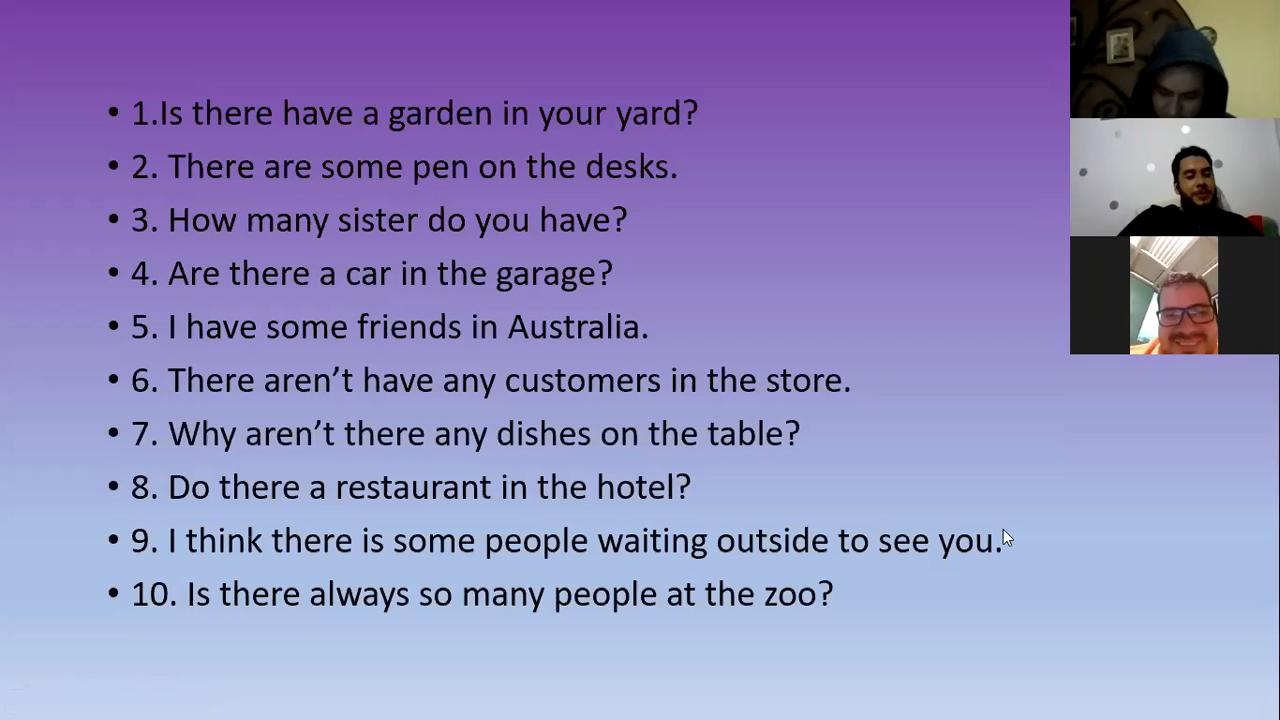 • 1.Is there have a garden in your yard?
• 2. There are some pen on the desks.
• 3. How many sister do you have?
• 4. Are there a car in the garage?
• 5. I have some friends in Australia.
• 6. There aren’t have any customers in the store.
• 7. Why aren’t there any dishes on the table?
• 8. Do there a restaurant in the hotel?
• 9. I think there is some people waiting outside to see you.
• 10. Is there always so many people at the zoo?